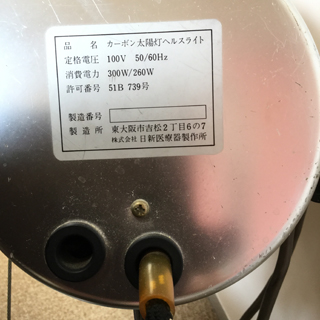 品名 カーボン太陽灯ヘルスライト
定格電圧 100V 50/60Hz
消費電力 300W/260W
許可番号 51B 739号
製造番号
製造所 東大阪市吉松2丁目6の7
株式会社 日新医療器製作所